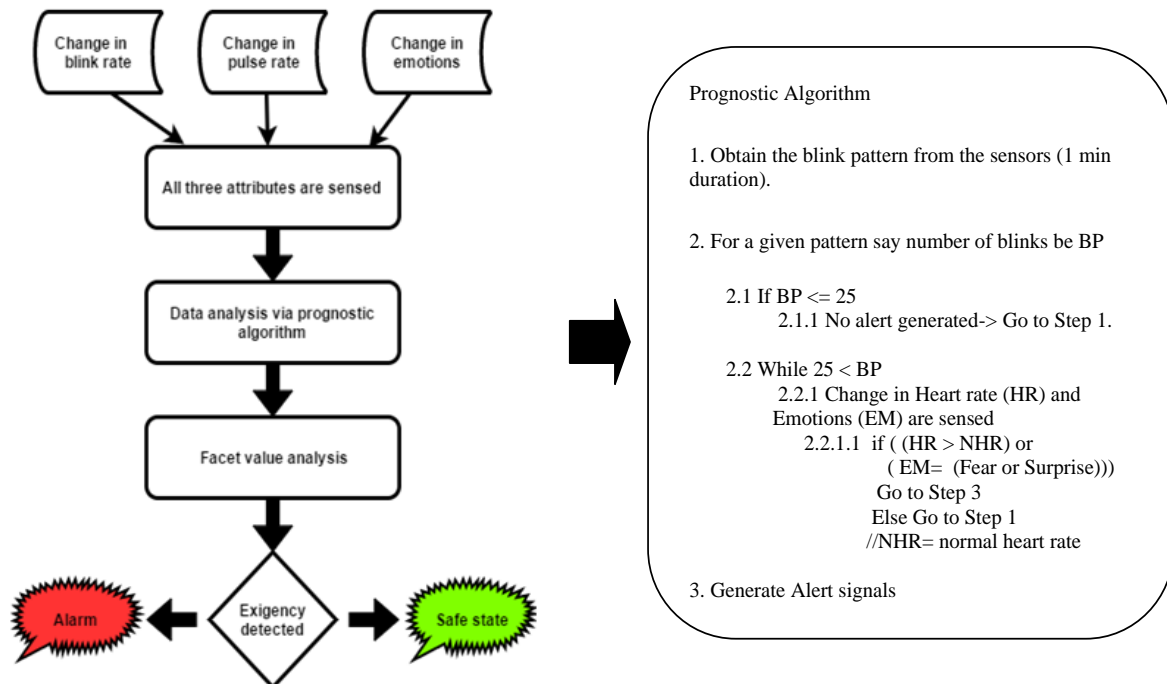 Change in
blink rate
Change in
pulse rate
Change in
emotions
All three attributes are sensed
Data analysis via prognostic
algorithm
Facet value analysis
Exigency
detected
Alarm
Safe state
Prognostic Algorithm
1. Obtain the blink pattern from the sensors (1 min
duration).
2. For a given pattern say number of blinks be BP
2.1 If BP <= 25
2.1.1 No alert generated-> Go to Step 1.
2.2 While 25 < BP
2.2.1 Change in Heart rate (HR) and
Emotions (EM) are sensed
2.2.1.1 if ( (HR > NHR) or
( EM= (Fear or Surprise)))
Go to Step 3
Else Go to Step 1
//NHR= normal heart rate
3. Generate Alert signals